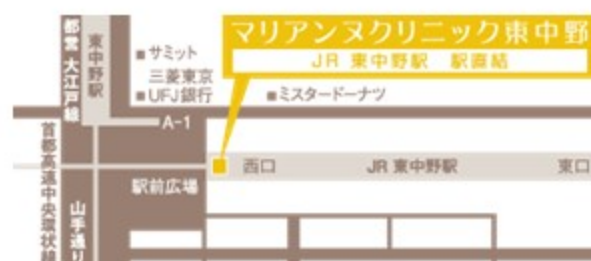 マリアンヌクリニック東中野
JR 東中野駅 駅直結
都営 大江戸線
東中野駅
サミット
三菱東京
UFJ銀行
ミスタードーナツ
A-1
首都高速中央環状線
西口
JR 東中野駅
東口
駅前広場
山手通り